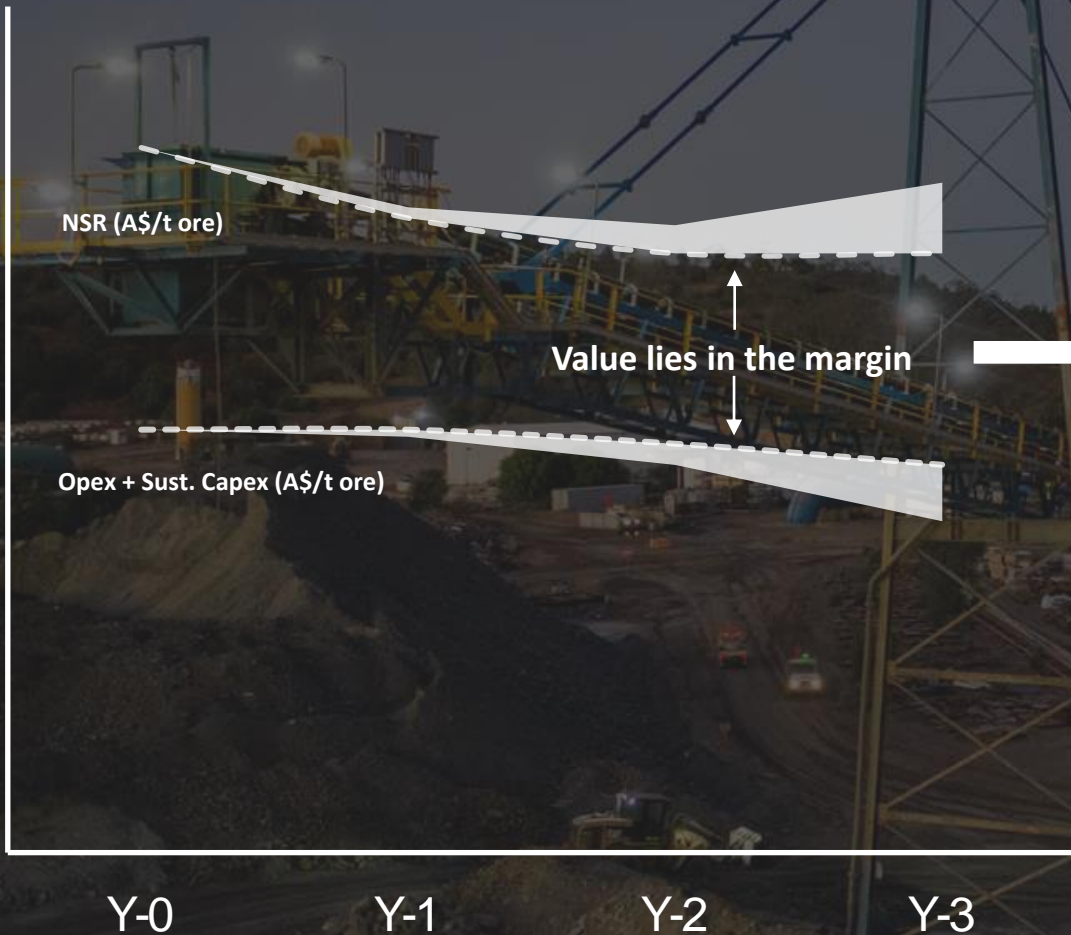 NSR (A$/t ore)
Value lies in the margin
Opex + Sust. Capex (A$/t ore)
Y-0 Y-1 Y-2 Y-3